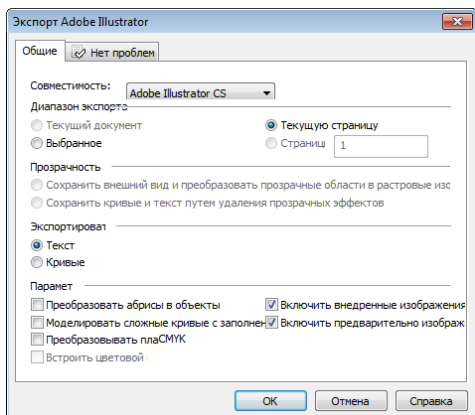 Экспорт Adobe Illustrator
Общие Нет проблем
Совместимость: Adobe Illustrator CS
Диапазон экспорта
Текущий документ Текущую страницу
Выбранное Страниц 1
Прозрачность
Сохранить внешний вид и преобразовать прозрачные области в растровые изо
Сохранить кривые и текст путем удаления прозрачных эффектов
Экспортироват
Текст
Кривые
Парамет
Преобразовать абрисы в объекты Включить внедренные изображения
Моделировать сложные кривые с заполнен Включить предварительно изображ
Преобразовывать плаCMYK
Встроить цветовой
OK Отмена Справка